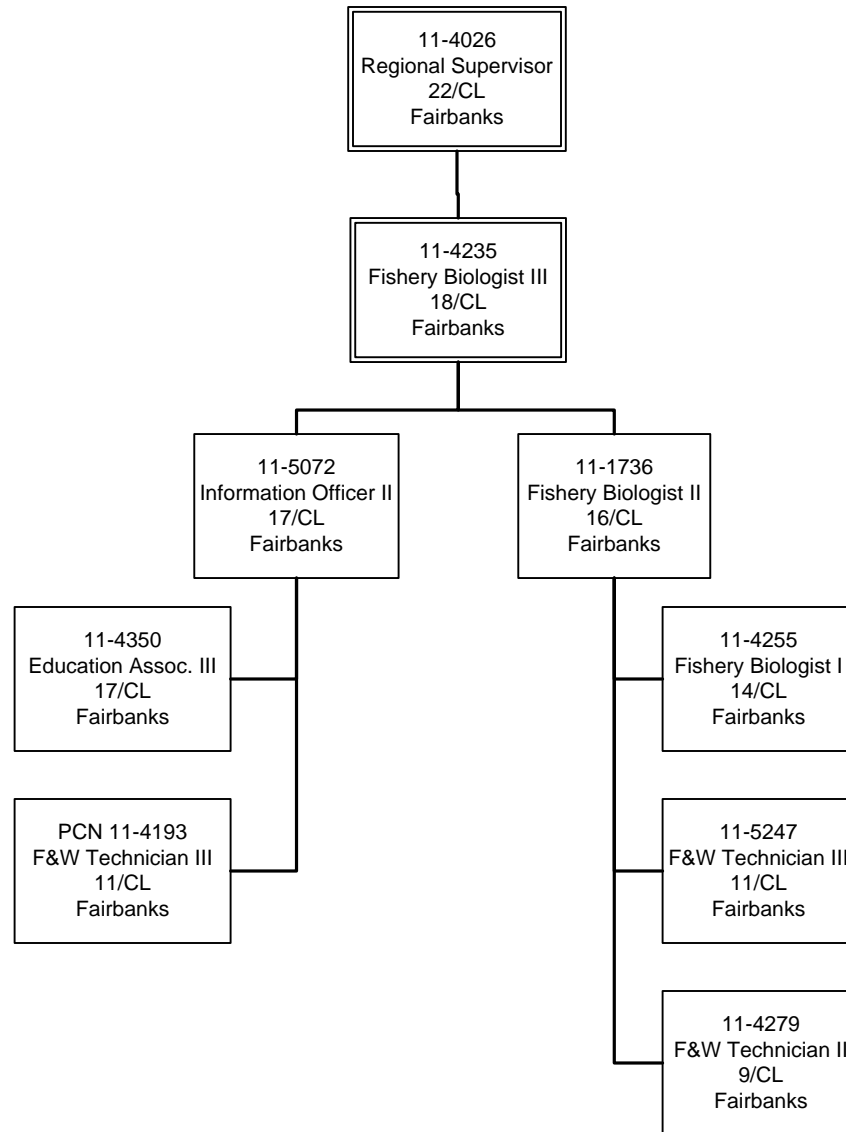 11-4026
Regional Supervisor
22/CL
Fairbanks
11-4235
Fishery Biologist III
18/CL
Fairbanks
11-5072
Information Officer II
17/CL
Fairbanks
11-1736
Fishery Biologist II
16/CL
Fairbanks
11-4350
Education Assoc. III
17/CL
Fairbanks
11-4255
Fishery Biologist I
14/CL
Fairbanks
PCN 11-4193
F&W Technician III
11/CL
Fairbanks
11-5247
F&W Technician III
11/CL
Fairbanks
11-4279
F&W Technician II
9/CL
Fairbanks